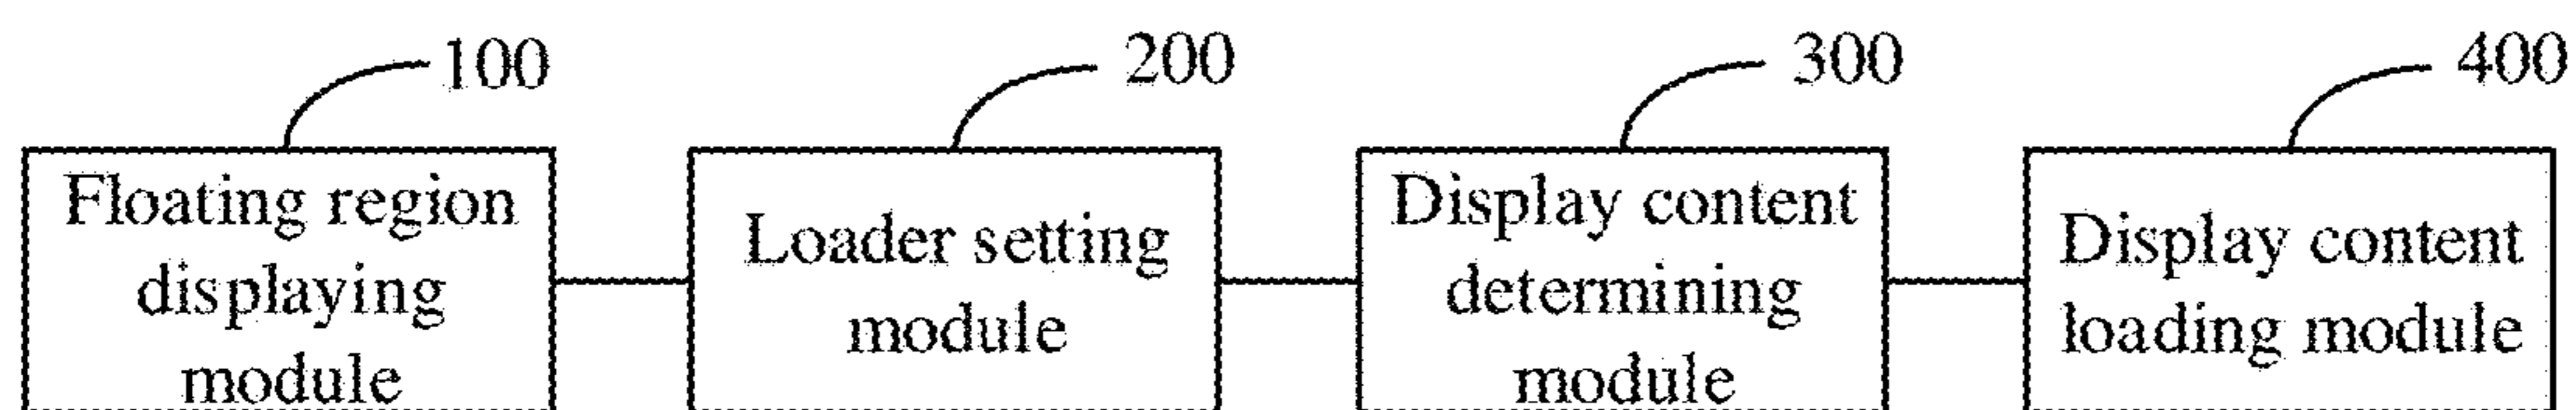 100
200
300
400
Floating region
displaying
module
Loader setting
module
Display content
determining
module
Display content
loading module